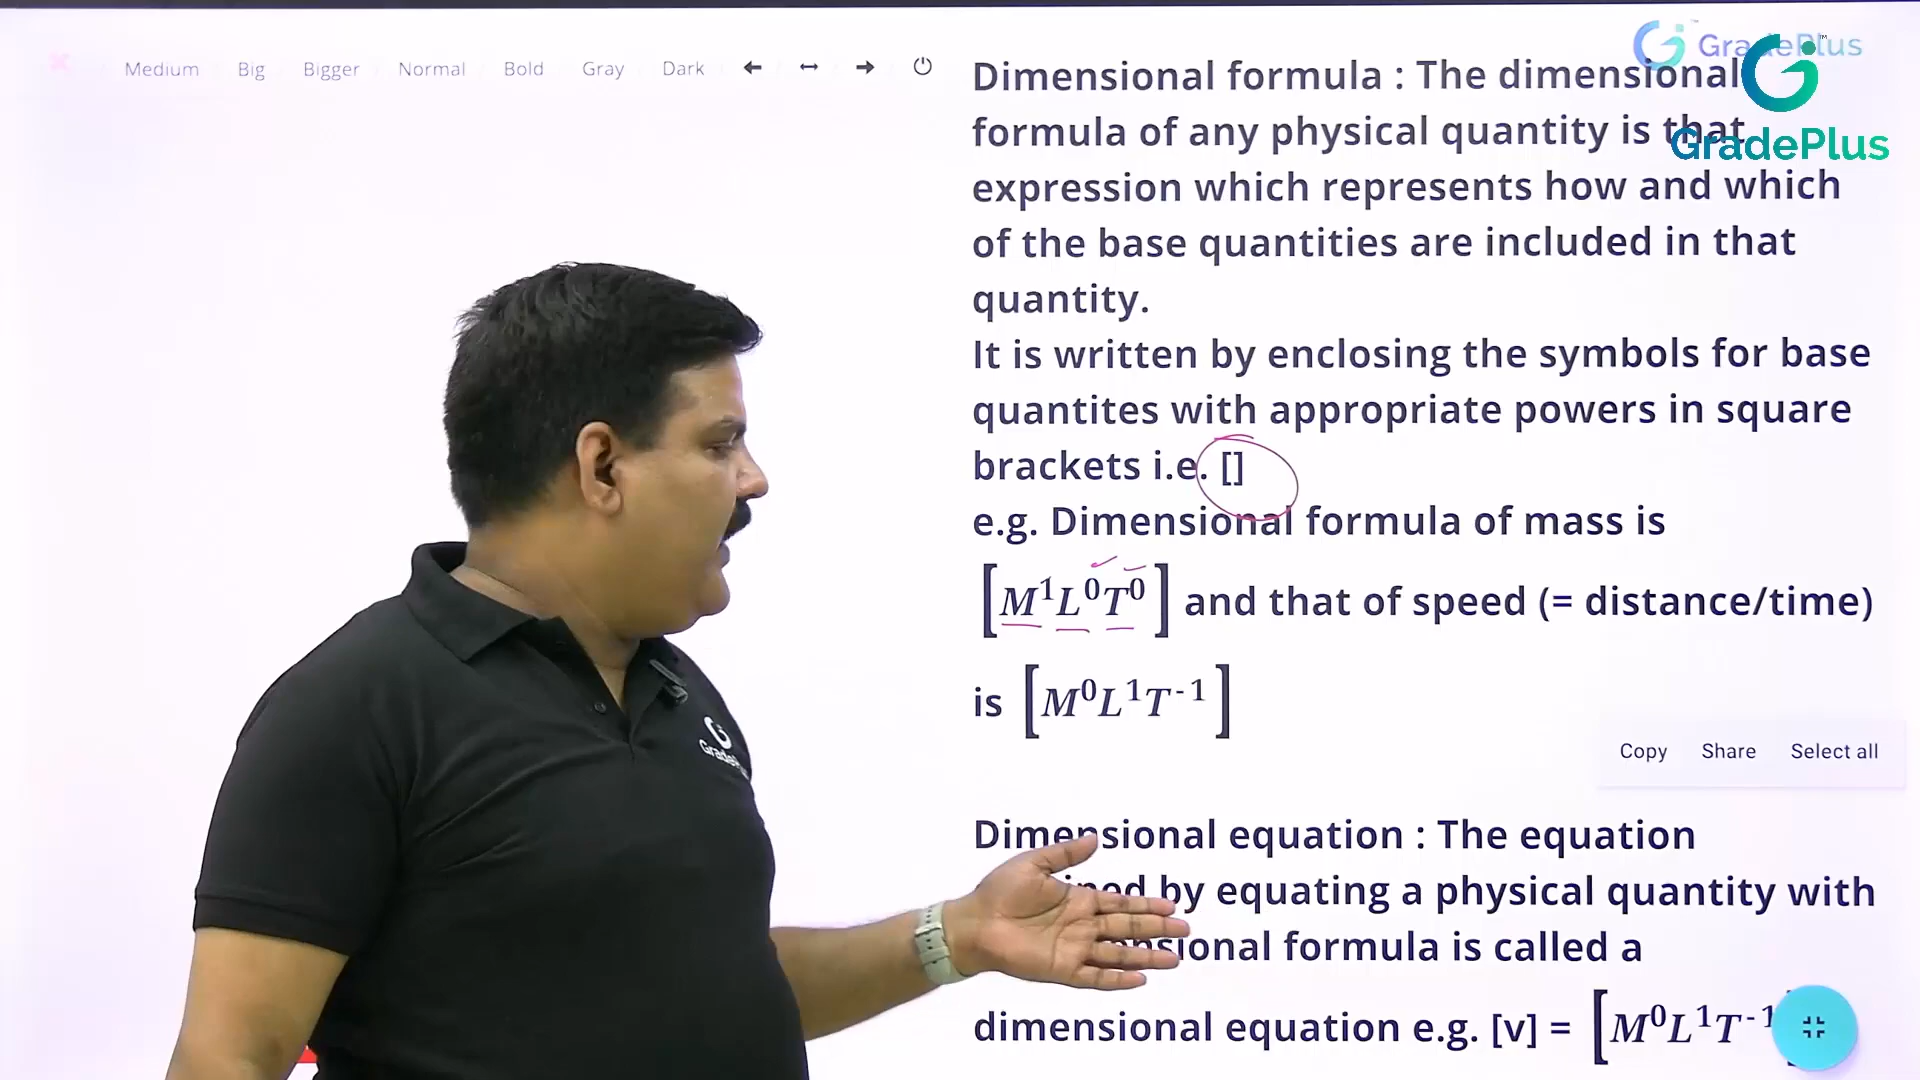 Medium Big Bigger Normal Bold Gray Dark
GradePlus
GradePlus
Dimensional formula : The dimensional
formula of any physical quantity is that
expression which represents how and which
of the base quantities are included in that
quantity.
It is written by enclosing the symbols for base
quantites with appropriate powers in square
brackets i.e. []
e.g. Dimensional formula of mass is
[M¹L⁰T⁰] and that of speed (= distance/time)
is [M⁰L¹T⁻¹]
Copy Share Select all
Dimensional equation : The equation
by equating a physical quantity with
formula is called a
dimensional equation e.g. [v] = [M⁰L¹T⁻¹